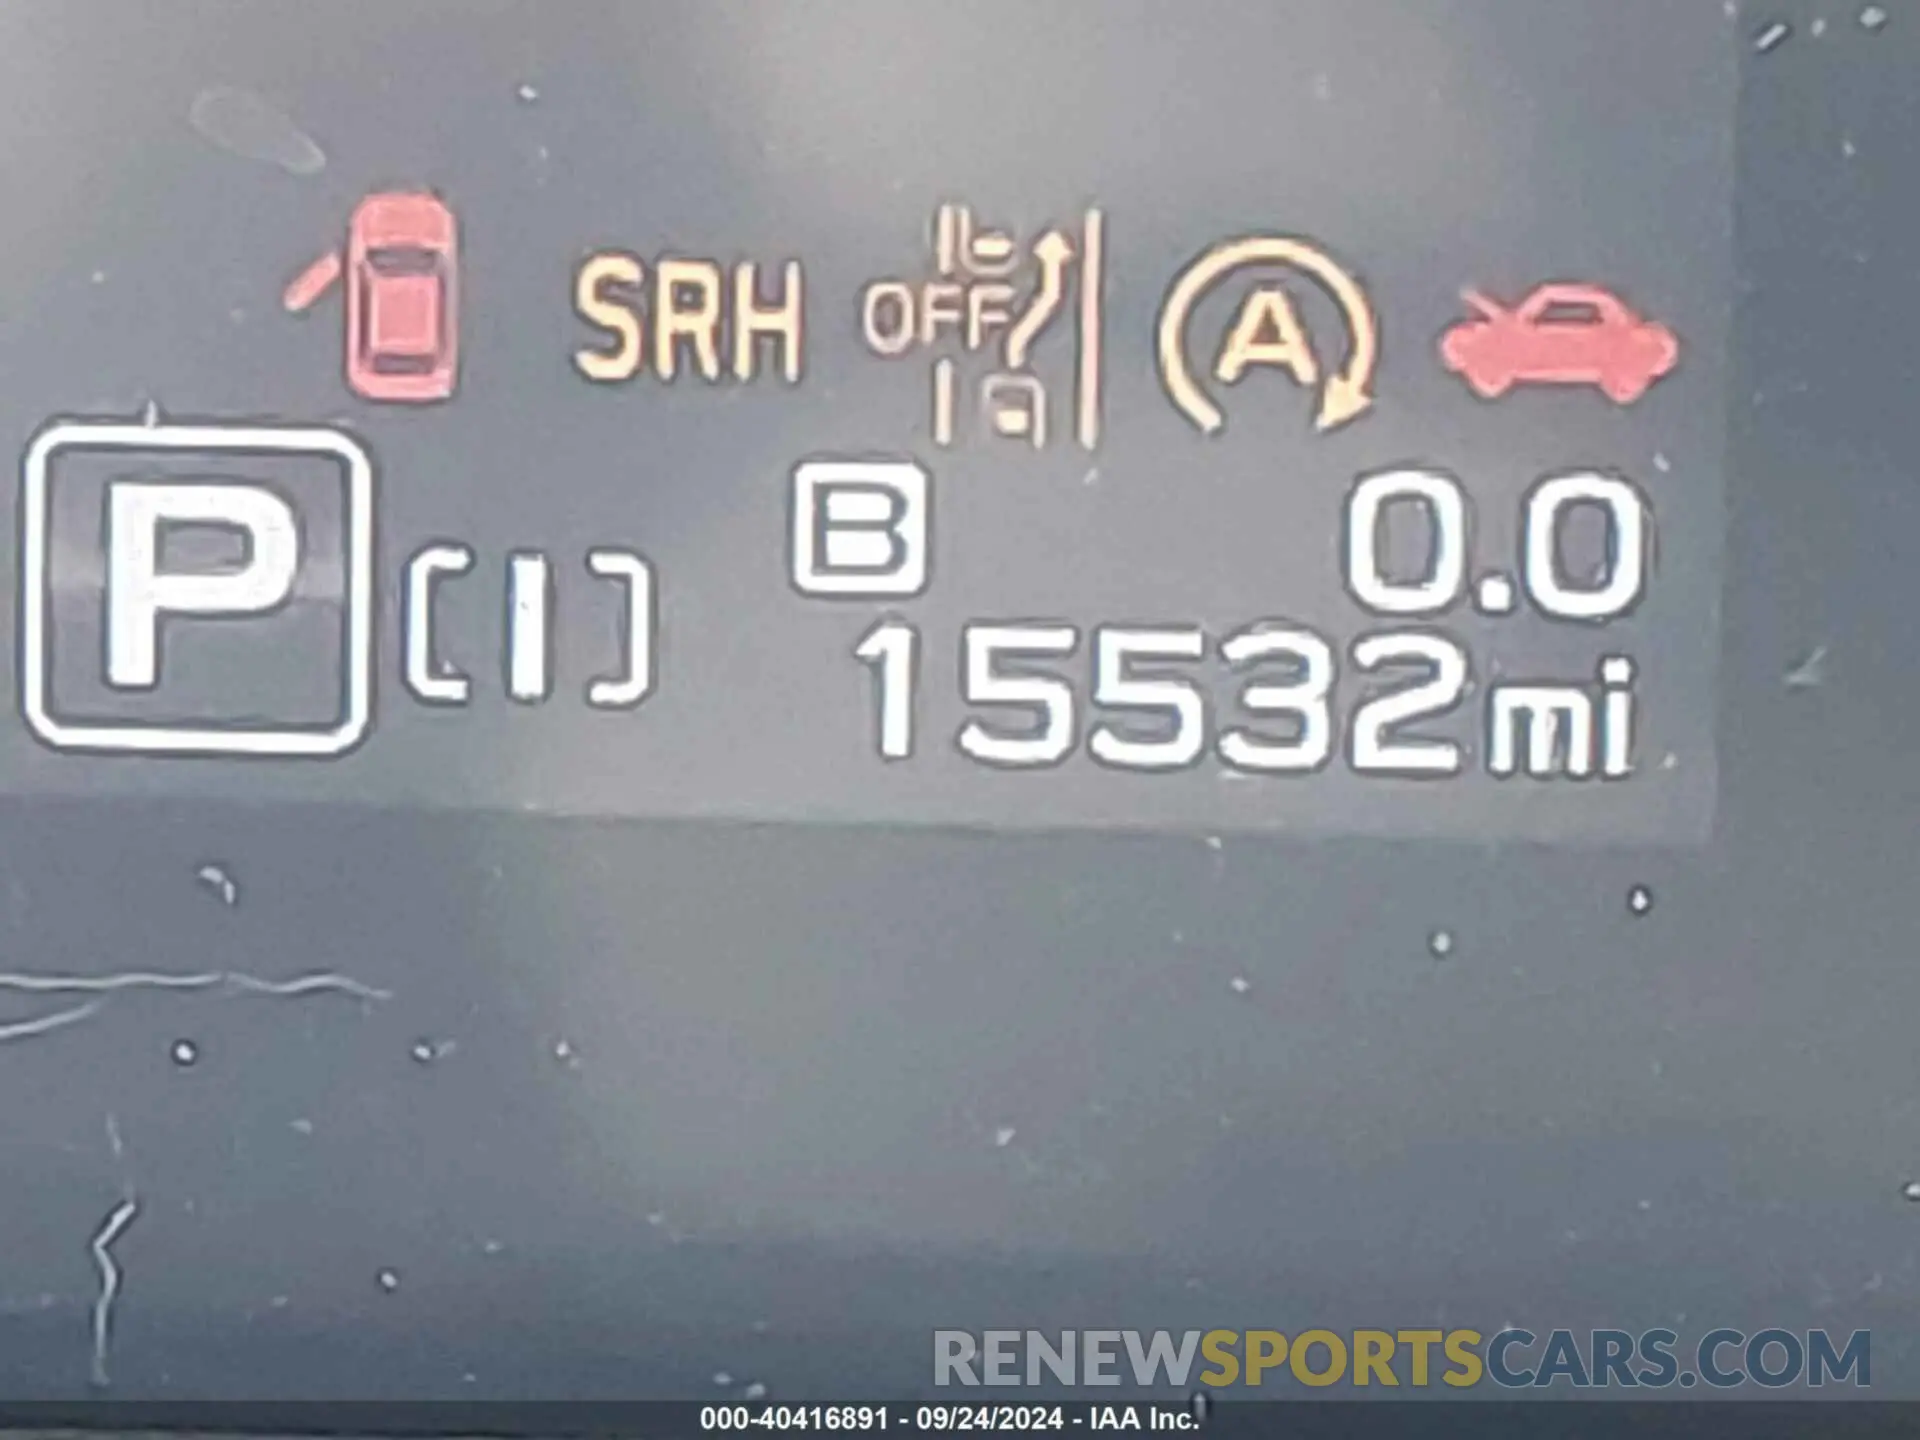 SRH OFF A
P [I] B 0.0
15532mi
RENEWSPORTSCARS.COM
000-40416891 - 09/24/2024 - IAA Inc.